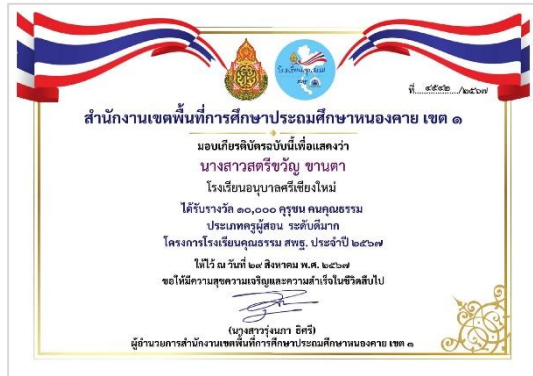 ที่ ๔๕๔๒ /๒๕๖๗
สำนักงานเขตพื้นที่การศึกษาประถมศึกษาหนองคาย เขต ๑
มอบเกียรติบัตรฉบับนี้เพื่อแสดงว่า
นางสาวสตรีขวัญ ขานตา
โรงเรียนอนุบาลศรีเชียงใหม่
ได้รับรางวัล ๑๐,๐๐๐ คุรุชน คนคุณธรรม
ประเภทครูผู้สอน ระดับดีมาก
โครงการโรงเรียนคุณธรรม สพฐ. ประจำปี ๒๕๖๗
ให้ไว้ ณ วันที่ ๒๙ สิงหาคม พ.ศ. ๒๕๖๗
ขอให้มีความสุขความเจริญและความสำเร็จในชีวิตสืบไป
(นางสาวรุ่งนภา ธิศรี)
ผู้อำนวยการสำนักงานเขตพื้นที่การศึกษาประถมศึกษาหนองคาย เขต ๑